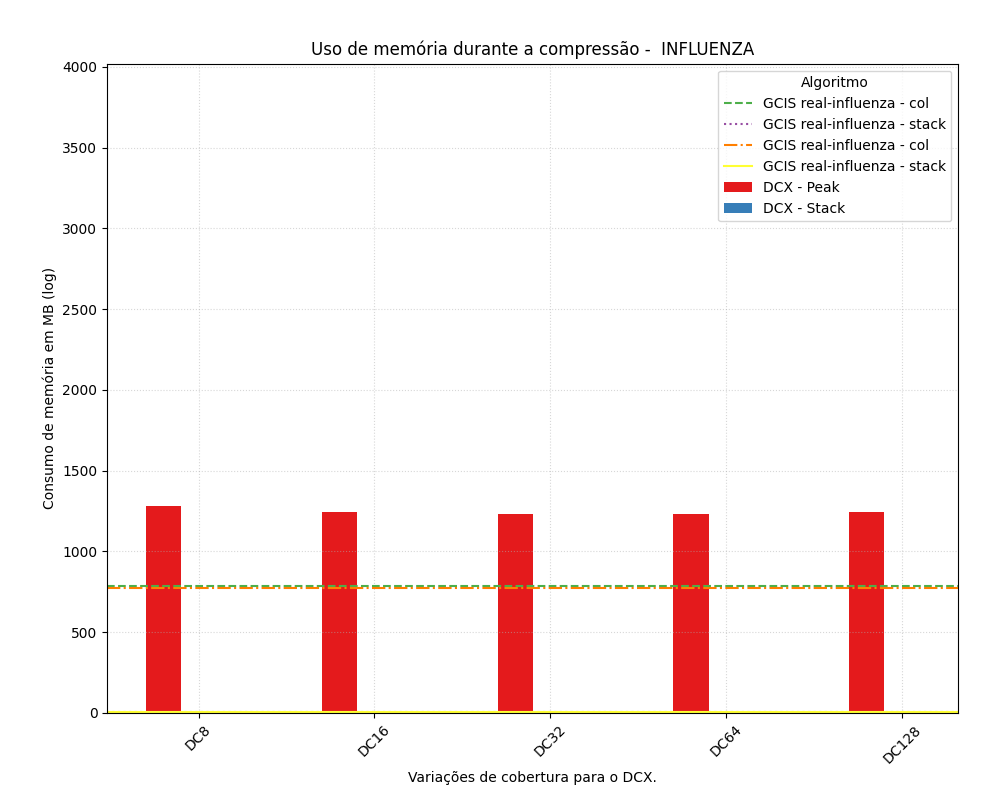 Uso de memória durante a compressão -  INFLUENZA
Algoritmo
GCIS real-influenza - col
GCIS real-influenza - stack
GCIS real-influenza - col
GCIS real-influenza - stack
DCX - Peak
DCX - Stack
Consumo de memória em MB (log)
4000
3500
3000
2500
2000
1500
1000
500
0
DC8
DC16
DC32
DC64
DC128
Variações de cobertura para o DCX.